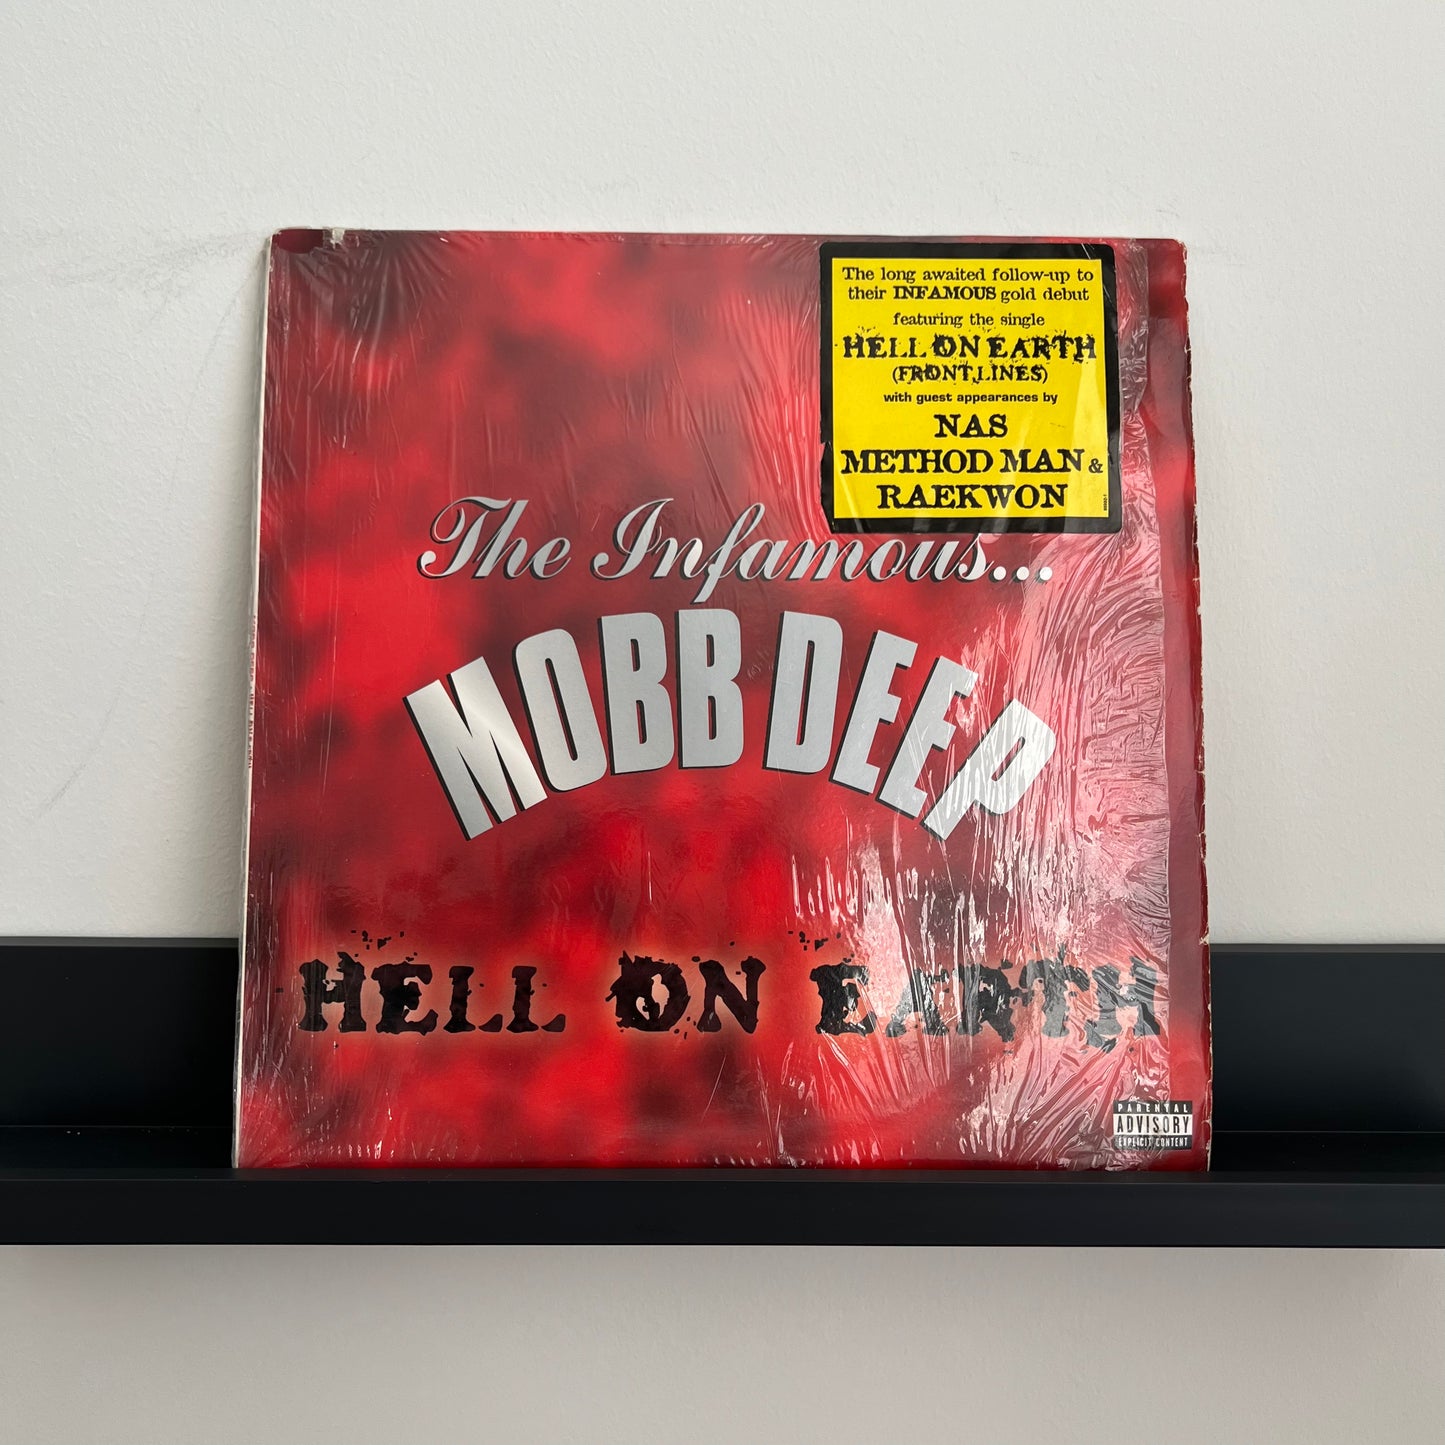 The long awaited follow-up to
their INFAMOUS gold debut
featuring the single
HELL ON EARTH
(FRONT LINES)
with guest appearances by
NAS
METHOD MAN &
RAEKWON
The Infamous...
MOBB DEEP
HELL ON EARTH
PARENTAL
ADVISORY
EXPLICIT CONTENT